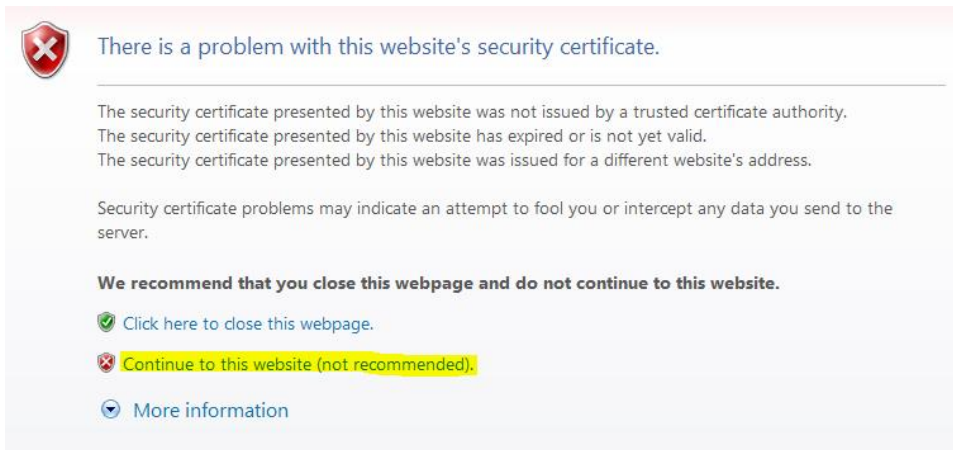 There is a problem with this website's security certificate.
The security certificate presented by this website was not issued by a trusted certificate authority.
The security certificate presented by this website has expired or is not yet valid.
The security certificate presented by this website was issued for a different website's address.
Security certificate problems may indicate an attempt to fool you or intercept any data you send to the
server.
We recommend that you close this webpage and do not continue to this website.
Click here to close this webpage.
Continue to this website (not recommended).
More information